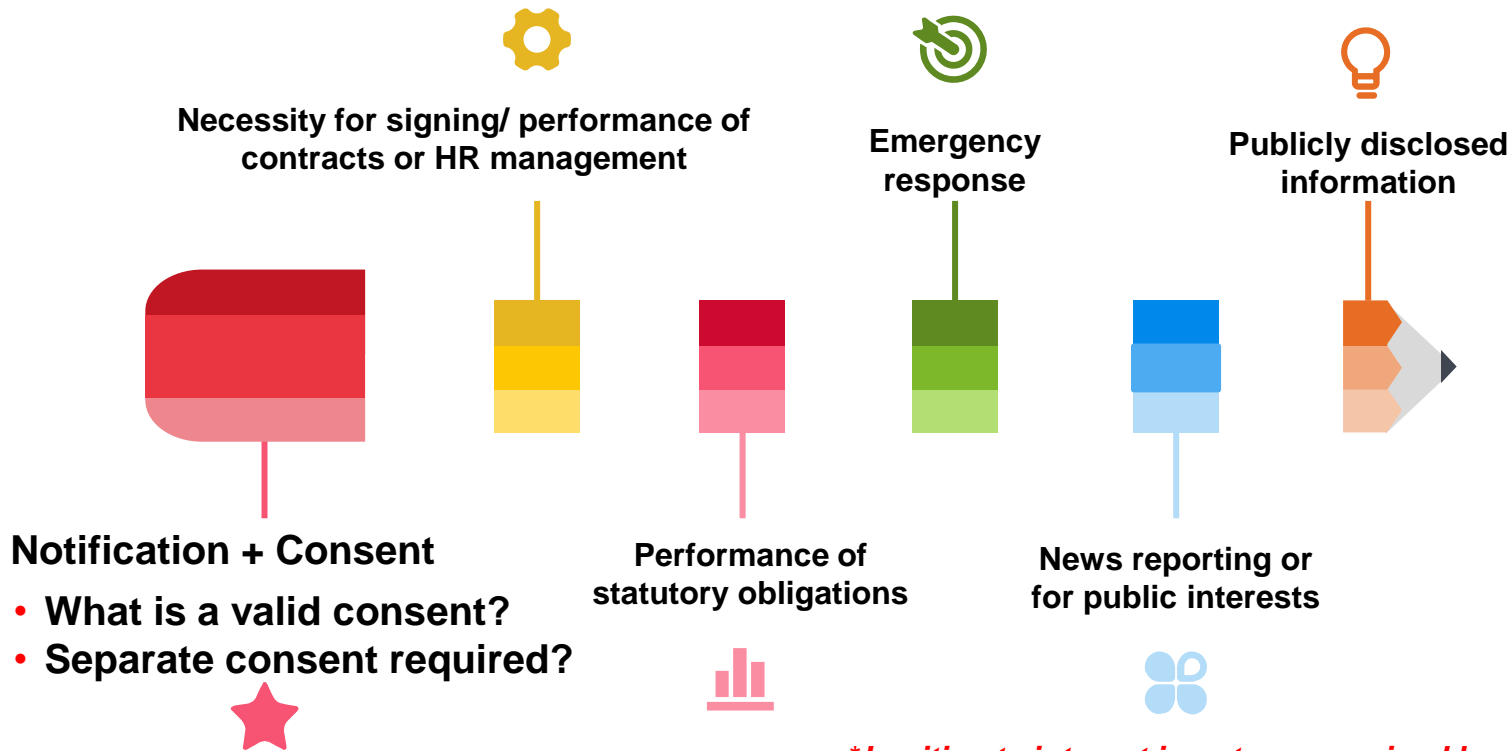 Necessity for signing/ performance of
contracts or HR management
Emergency
response
Publicly disclosed
information
Notification + Consent
• What is a valid consent?
• Separate consent required?
Performance of
statutory obligations
News reporting or
for public interests